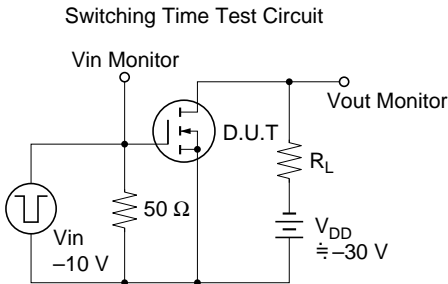 Switching Time Test Circuit
Vin Monitor
Vout Monitor
D.U.T
RL
50 Ω
Vin
–10 V
VDD
≒ –30 V